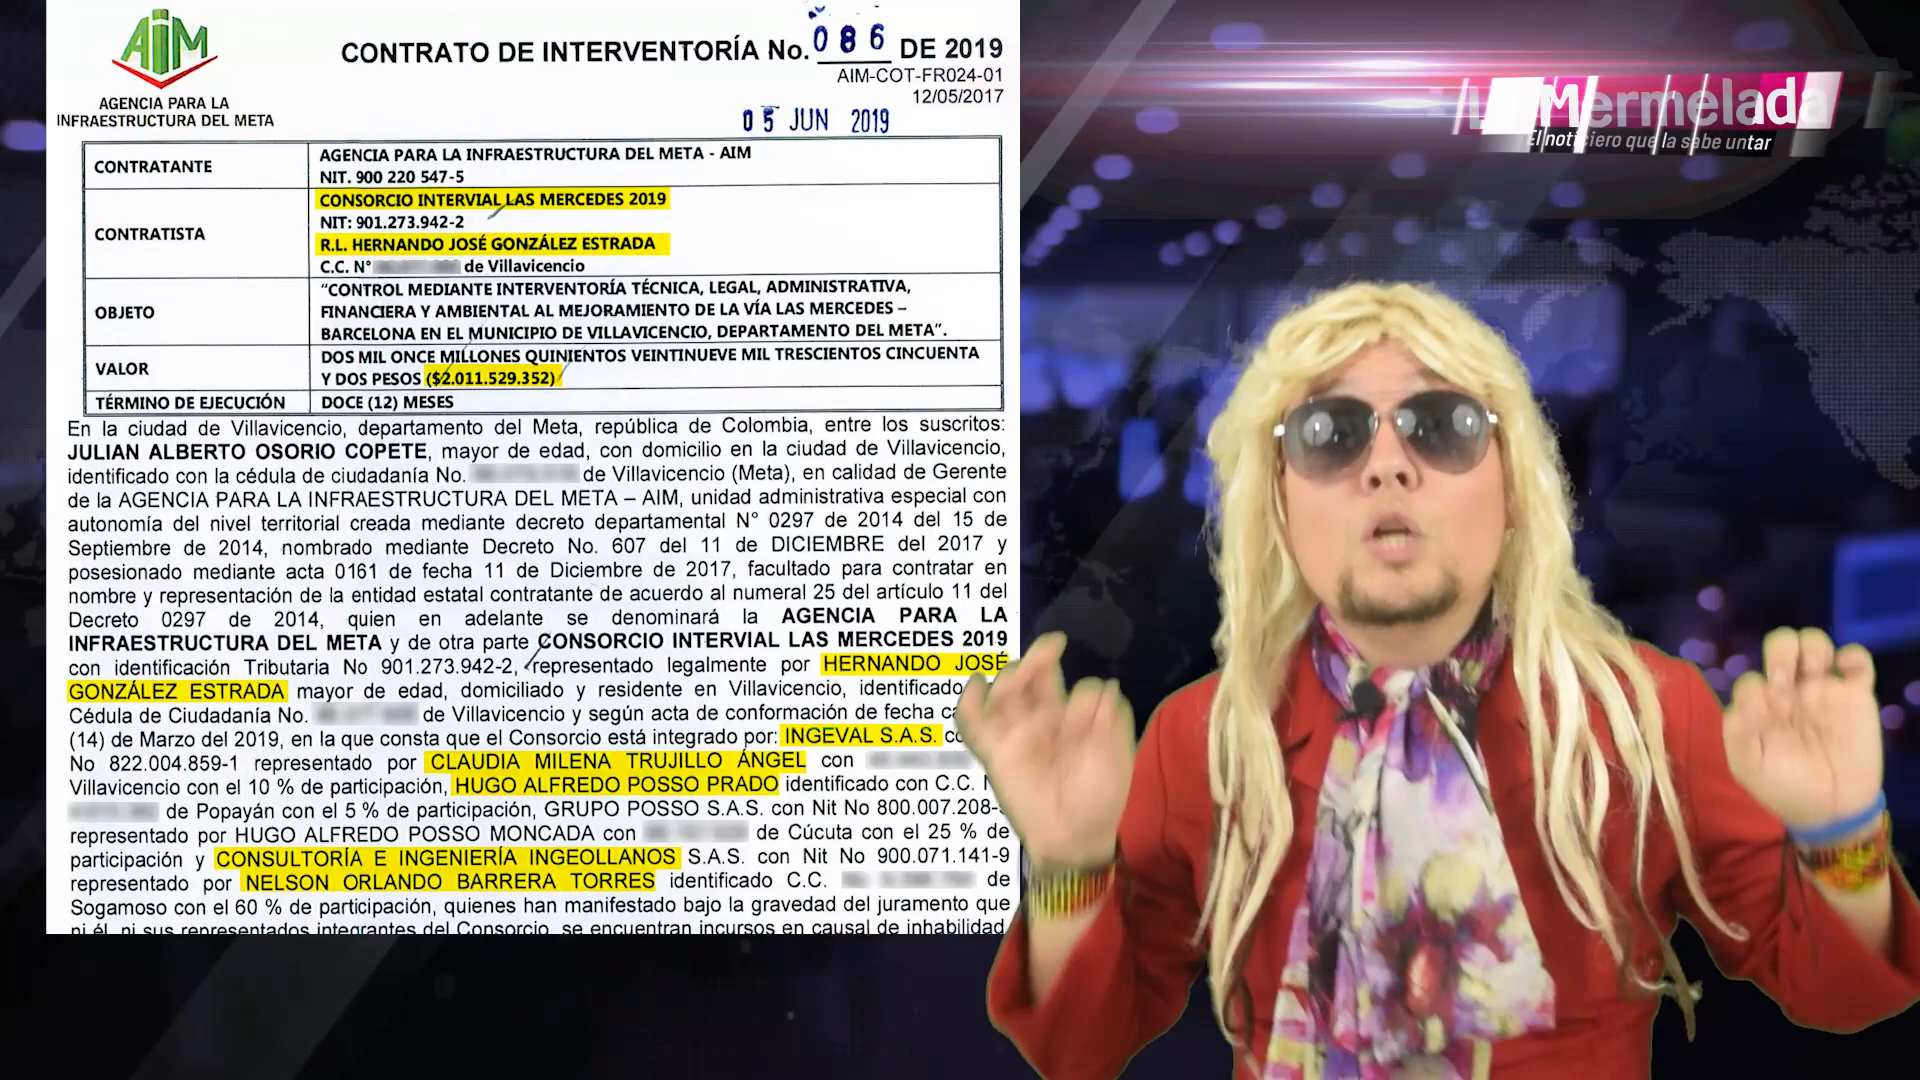 AIM
AGENCIA PARA LA
INFRAESTRUCTURA DEL META
CONTRATO DE INTERVENTORÍA No. 086 DE 2019
AIM-COT-FR024-01
12/05/2017
05 JUN 2019
CONTRATANTE
AGENCIA PARA LA INFRAESTRUCTURA DEL META - AIM
NIT. 900 220 547-5
CONTRATISTA
CONSORCIO INTERVIAL LAS MERCEDES 2019
NIT: 901.273.942-2
R.L. HERNANDO JOSÉ GONZÁLEZ ESTRADA
C.C. N° de Villavicencio
OBJETO
“CONTROL MEDIANTE INTERVENTORÍA TÉCNICA, LEGAL, ADMINISTRATIVA,
FINANCIERA Y AMBIENTAL AL MEJORAMIENTO DE LA VÍA LAS MERCEDES –
BARCELONA EN EL MUNICIPIO DE VILLAVICENCIO, DEPARTAMENTO DEL META”.
VALOR
DOS MIL ONCE MILLONES QUINIENTOS VEINTINUEVE MIL TRESCIENTOS CINCUENTA
Y DOS PESOS ($2.011.529.352)
TÉRMINO DE EJECUCIÓN
DOCE (12) MESES
En la ciudad de Villavicencio, departamento del Meta, república de Colombia, entre los suscritos:
JULIAN ALBERTO OSORIO COPETE, mayor de edad, con domicilio en la ciudad de Villavicencio,
identificado con la cédula de ciudadanía No. de Villavicencio (Meta), en calidad de Gerente
de la AGENCIA PARA LA INFRAESTRUCTURA DEL META – AIM, unidad administrativa especial con
autonomía del nivel territorial creada mediante decreto departamental N° 0297 de 2014 del 15 de
Septiembre de 2014, nombrado mediante Decreto No. 607 del 11 de DICIEMBRE del 2017 y
posesionado mediante acta 0161 de fecha 11 de Diciembre de 2017, facultado para contratar en
nombre y representación de la entidad estatal contratante de acuerdo al numeral 25 del artículo 11 del
Decreto 0297 de 2014, quien en adelante se denominará la AGENCIA PARA LA
INFRAESTRUCTURA DEL META y de otra parte CONSORCIO INTERVIAL LAS MERCEDES 2019
con identificación Tributaria No 901.273.942-2, representado legalmente por HERNANDO JOSÉ
GONZÁLEZ ESTRADA mayor de edad, domiciliado y residente en Villavicencio, identificado
Cédula de Ciudadanía No. de Villavicencio y según acta de conformación de fecha
(14) de Marzo del 2019, en la que consta que el Consorcio está integrado por: INGEVAL S.A.S.
No 822.004.859-1 representado por CLAUDIA MILENA TRUJILLO ÁNGEL con
Villavicencio con el 10 % de participación, HUGO ALFREDO POSSO PRADO identificado con C.C.
de Popayán con el 5 % de participación, GRUPO POSSO S.A.S. con Nit No 800.007.208-
representado por HUGO ALFREDO POSSO MONCADA con de Cúcuta con el 25 % de
participación y CONSULTORÍA E INGENIERÍA INGEOLLANOS S.A.S. con Nit No 900.071.141-9
representado por NELSON ORLANDO BARRERA TORRES identificado C.C. de
Sogamoso con el 60 % de participación, quienes han manifestado bajo la gravedad del juramento que
ni él, ni sus representados integrantes del Consorcio, se encuentran incursos en causal de inhabilidad,
La Mermelada
El noticiero que la sabe untar